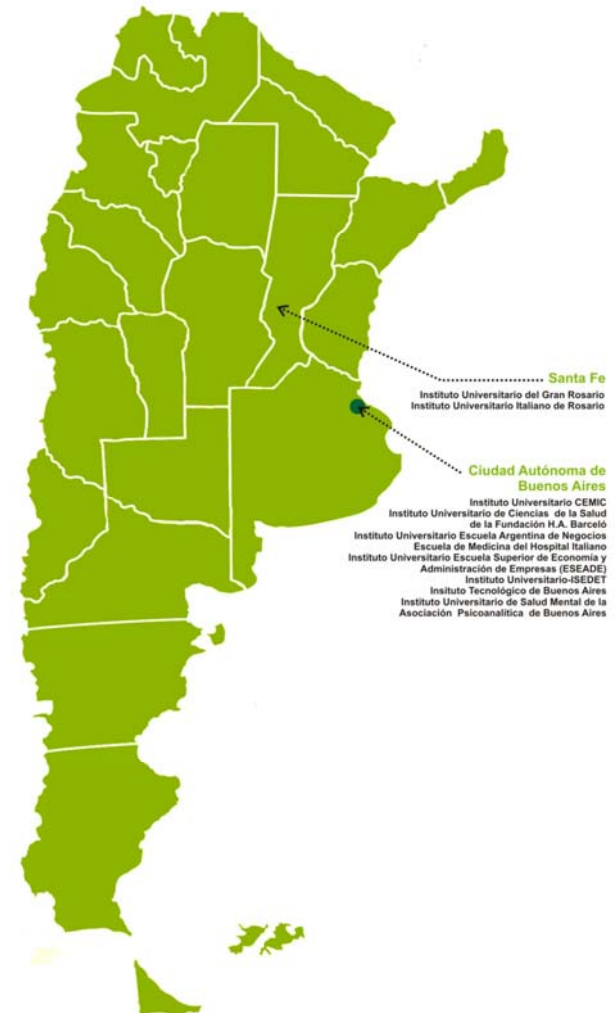 Santa Fe
Instituto Universitario del Gran Rosario
Instituto Universitario Italiano de Rosario
Ciudad Autónoma de
Buenos Aires
Instituto Universitario CEMIC
Instituto Universitario de Ciencias de la Salud
de la Fundación H.A. Barceló
Instituto Universitario Escuela Argentina de Negocios
Escuela de Medicina del Hospital Italiano
Instituto Universitario Escuela Superior de Economía y
Administración de Empresas (ESEADE)
Instituto Universitario-ISEDET
Insituto Tecnológico de Buenos Aires
Instituto Universitario de Salud Mental de la
Asociación Psicoanalítica de Buenos Aires